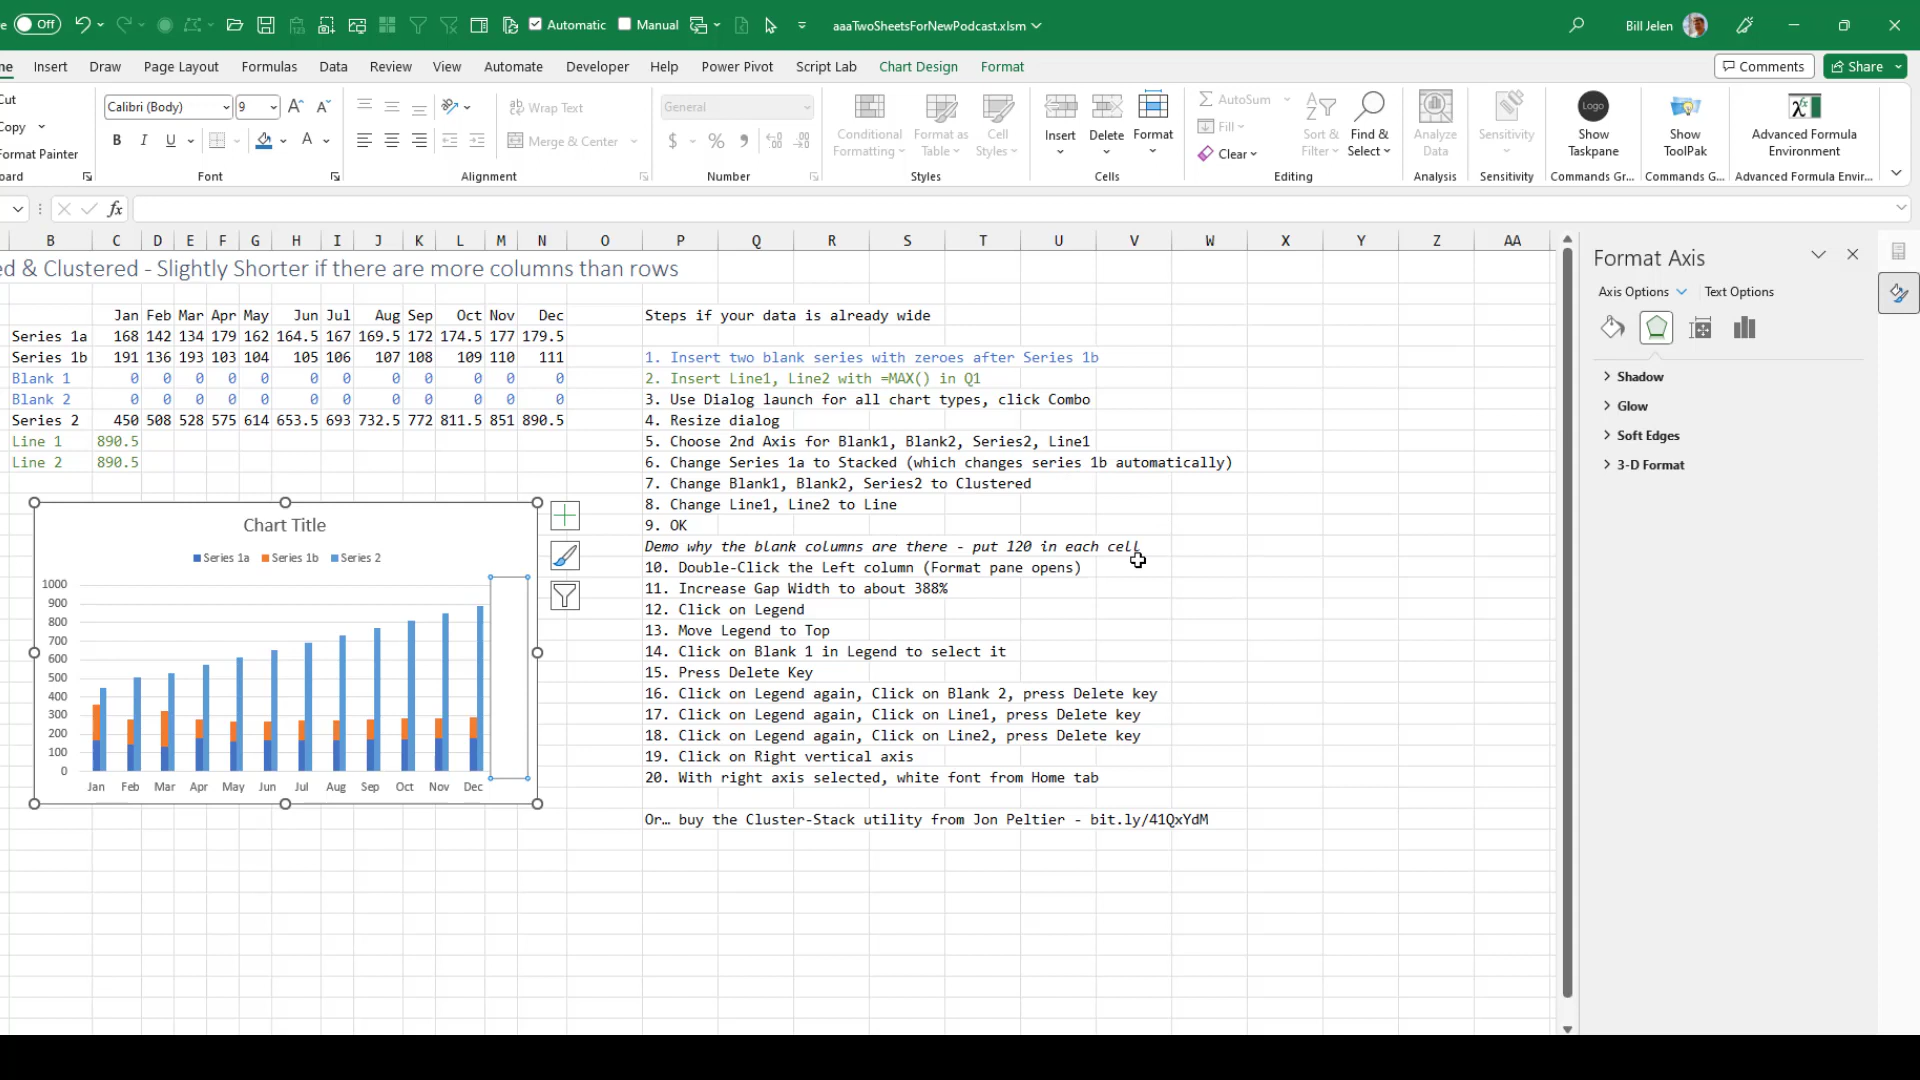 e Off Automatic Manual aaaTwoSheetsForNewPodcast.xlsm Bill Jelen
me Insert Draw Page Layout Formulas Data Review View Automate Developer Help Power Pivot Script Lab Chart Design Format Comments Share
Cut
Copy
Format Painter
Calibri (Body) 9
B I U A
Wrap Text
Merge & Center
General
$ %
Conditional Formatting
Format as Table
Cell Styles
Insert
Delete
Format
AutoSum
Fill
Clear
Sort & Filter
Find & Select
Analyze Data
Sensitivity
Logo
Show Taskpane
Show ToolPak
Advanced Formula Environment
board Font Alignment Number Styles Cells Editing Analysis Sensitivity Commands Gr... Commands G... Advanced Formula Envir...
fx
B C D E F G H I J K L M N O P Q R S T U V W X Y Z AA
ed & Clustered - Slightly Shorter if there are more columns than rows
Jan Feb Mar Apr May Jun Jul Aug Sep Oct Nov Dec
Series 1a 168 142 134 179 162 164.5 167 169.5 172 174.5 177 179.5
Series 1b 191 136 193 103 104 105 106 107 108 109 110 111
Blank 1 0 0 0 0 0 0 0 0 0 0 0 0
Blank 2 0 0 0 0 0 0 0 0 0 0 0 0
Series 2 450 508 528 575 614 653.5 693 732.5 772 811.5 851 890.5
Line 1 890.5
Line 2 890.5
Chart Title
Series 1a Series 1b Series 2
1000
900
800
700
600
500
400
300
200
100
0
Jan Feb Mar Apr May Jun Jul Aug Sep Oct Nov Dec
Steps if your data is already wide
1. Insert two blank series with zeroes after Series 1b
2. Insert Line1, Line2 with =MAX() in Q1
3. Use Dialog launch for all chart types, click Combo
4. Resize dialog
5. Choose 2nd Axis for Blank1, Blank2, Series2, Line1
6. Change Series 1a to Stacked (which changes series 1b automatically)
7. Change Blank1, Blank2, Series2 to Clustered
8. Change Line1, Line2 to Line
9. OK
Demo why the blank columns are there - put 120 in each cell
10. Double-Click the Left column (Format pane opens)
11. Increase Gap Width to about 388%
12. Click on Legend
13. Move Legend to Top
14. Click on Blank 1 in Legend to select it
15. Press Delete Key
16. Click on Legend again, Click on Blank 2, press Delete key
17. Click on Legend again, Click on Line1, press Delete key
18. Click on Legend again, Click on Line2, press Delete key
19. Click on Right vertical axis
20. With right axis selected, white font from Home tab
Or… buy the Cluster-Stack utility from Jon Peltier - bit.ly/41QxYdM
Format Axis
Axis Options Text Options
Shadow
Glow
Soft Edges
3-D Format